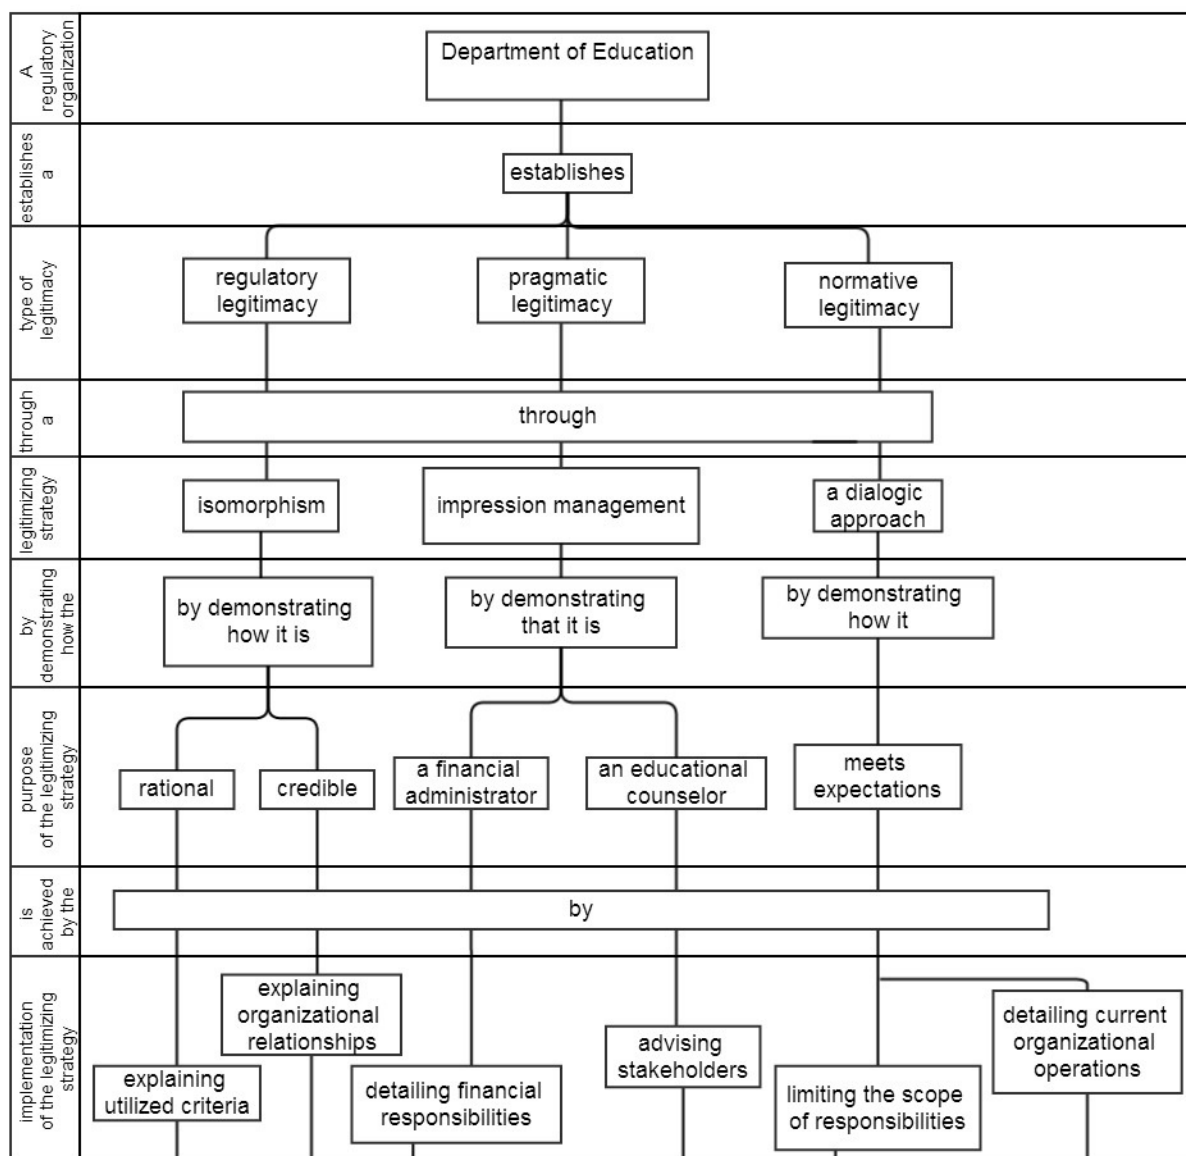 A
regulatory
organization
Department of Education
establishes
a
establishes
type of
legitimacy
regulatory
legitimacy
pragmatic
legitimacy
normative
legitimacy
through
a
through
legitimizing
strategy
isomorphism
impression management
a dialogic
approach
by
demonstrating
how the
by demonstrating
how it is
by demonstrating
that it is
by demonstrating
how it
purpose
of the legitimizing
strategy
rational
credible
a financial
administrator
an educational
counselor
meets
expectations
is
achieved
by the
by
implementation
of the legitimizing
strategy
explaining
utilized criteria
explaining
organizational
relationships
detailing financial
responsibilities
advising
stakeholders
limiting the scope
of responsibilities
detailing current
organizational
operations